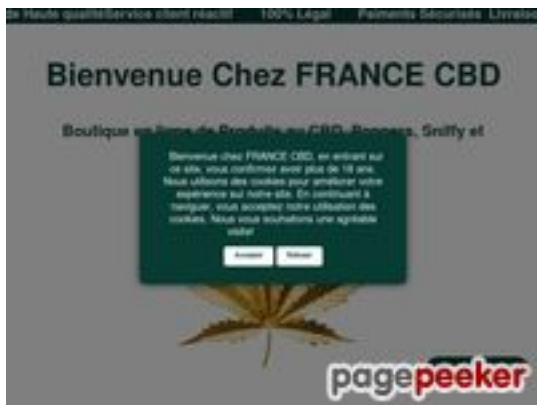 de Haute qualité Service client réactif 100% Légal Paiments Sécurisés Livraison
Bienvenue Chez FRANCE CBD
Boutique en ligne de Produits au CBD, Poppers, Sniffy et
Bienvenue chez FRANCE CBD, en entrant sur
ce site, vous confirmez avoir plus de 18 ans.
Nous utilisons des cookies pour améliorer votre
expérience sur notre site. En continuant à
naviguer, vous acceptez notre utilisation des
cookies. Nous vous souhaitons une agréable
visite!
Accepter Refuser
pagepeeker